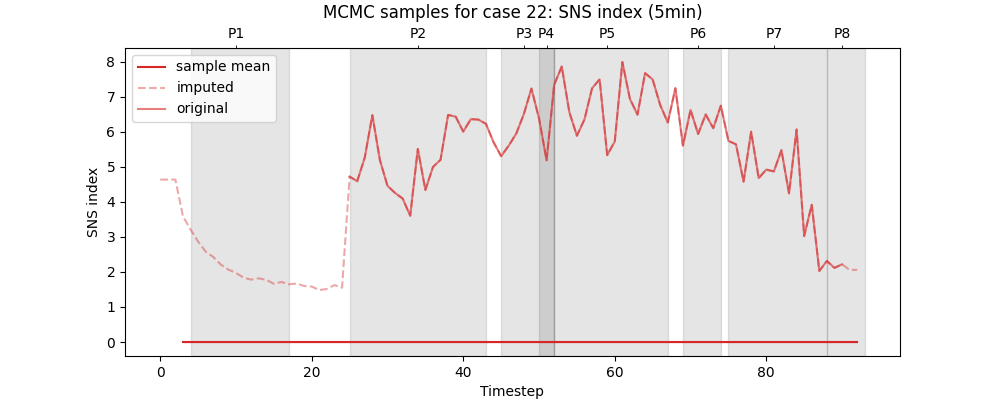 MCMC samples for case 22: SNS index (5min)
P1 P2 P3 P4 P5 P6 P7 P8
sample mean
imputed
original
8
7
6
5
4
3
2
1
0
SNS index
0 20 40 60 80
Timestep